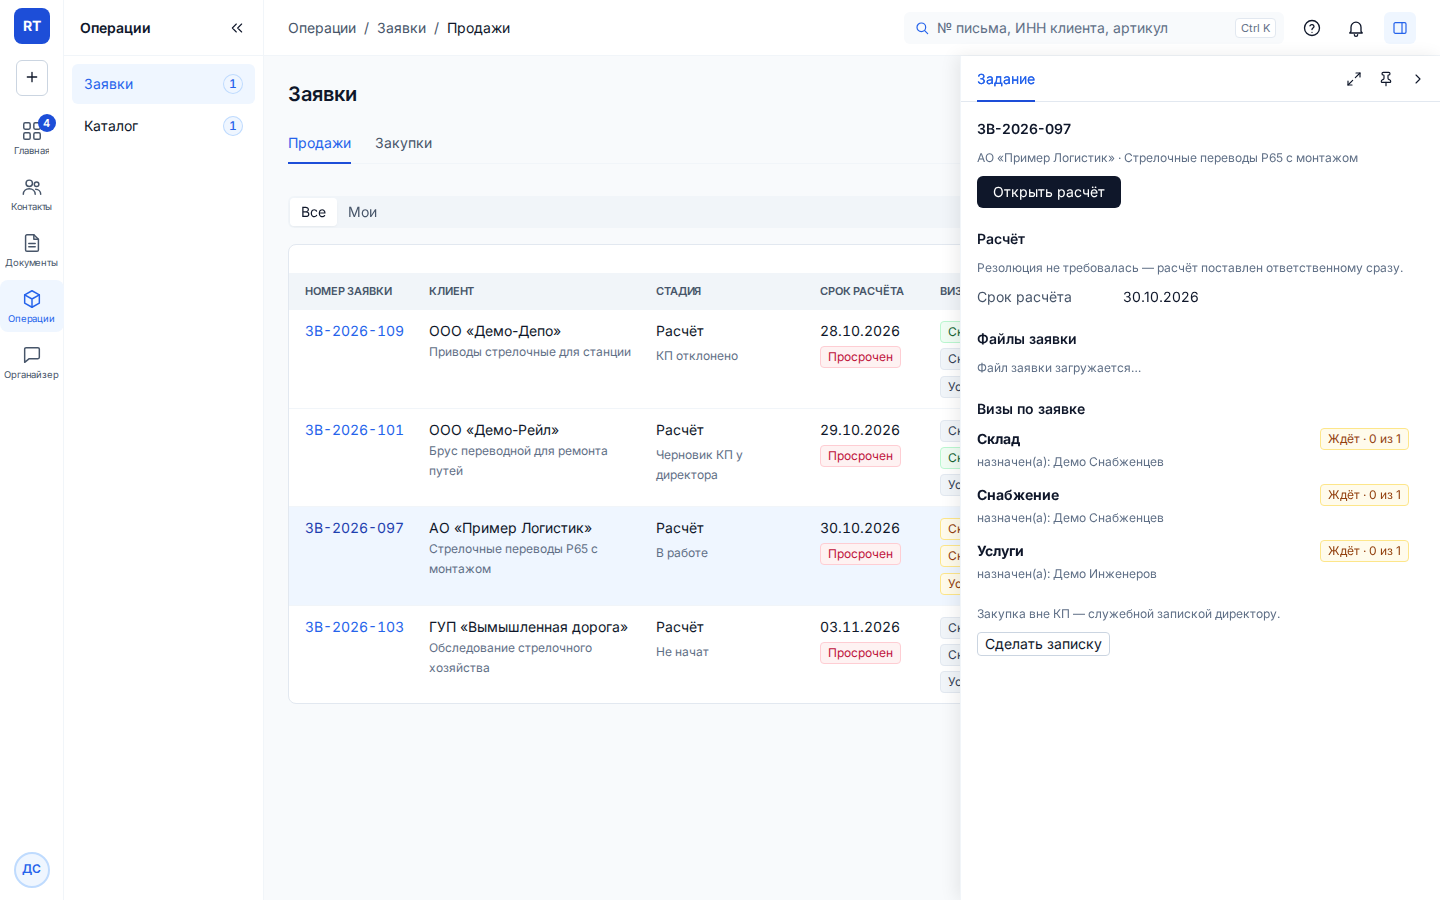 RT
Операции
Операции / Заявки / Продажи
№ письма, ИНН клиента, артикул
Ctrl K
4
Главная
Контакты
Документы
Операции
Органайзер
ДС
Заявки 1
Каталог 1
Заявки
Продажи Закупки
Все Мои
НОМЕР ЗАЯВКИ КЛИЕНТ СТАДИЯ СРОК РАСЧЁТА
ЗВ-2026-109 ООО «Демо-Депо» Расчёт 28.10.2026
Приводы стрелочные для станции КП отклонено Просрочен
ЗВ-2026-101 ООО «Демо-Рейл» Расчёт 29.10.2026
Брус переводной для ремонта Черновик КП у Просрочен
путей директора
ЗВ-2026-097 АО «Пример Логистик» Расчёт 30.10.2026
Стрелочные переводы Р65 с В работе Просрочен
монтажом
ЗВ-2026-103 ГУП «Вымышленная дорога» Расчёт 03.11.2026
Обследование стрелочного Не начат Просрочен
хозяйства
Задание
ЗВ-2026-097
АО «Пример Логистик» · Стрелочные переводы Р65 с монтажом
Открыть расчёт
Расчёт
Резолюция не требовалась — расчёт поставлен ответственному сразу.
Срок расчёта 30.10.2026
Файлы заявки
Файл заявки загружается…
Визы по заявке
Склад Ждёт · 0 из 1
назначен(а): Демо Снабженцев
Снабжение Ждёт · 0 из 1
назначен(а): Демо Снабженцев
Услуги Ждёт · 0 из 1
назначен(а): Демо Инженеров
Закупка вне КП — служебной запиской директору.
Сделать записку